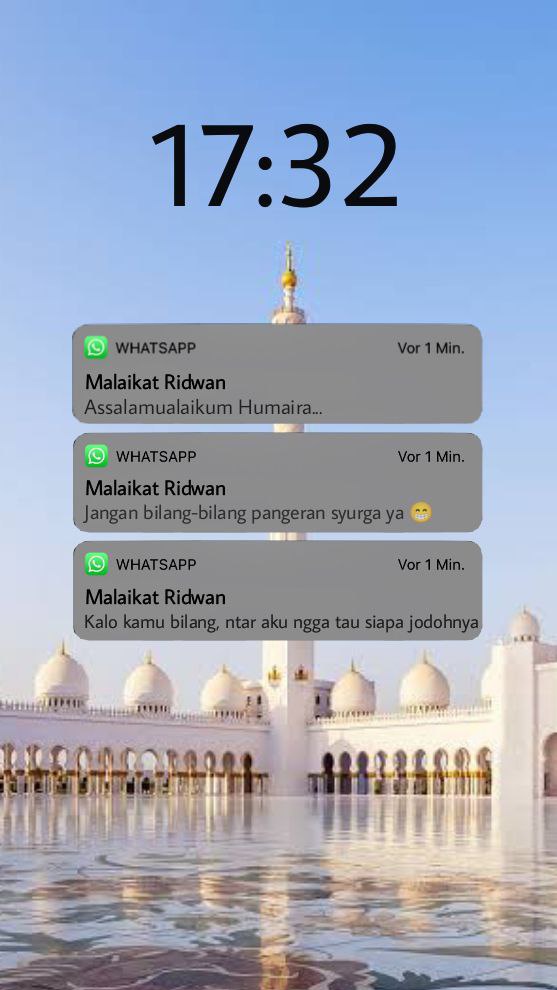 17:32
WHATSAPP Vor 1 Min.
Malaikat Ridwan
Assalamualaikum Humaira...
WHATSAPP Vor 1 Min.
Malaikat Ridwan
Jangan bilang-bilang pangeran syurga ya 😁
WHATSAPP Vor 1 Min.
Malaikat Ridwan
Kalo kamu bilang, ntar aku ngga tau siapa jodohnya